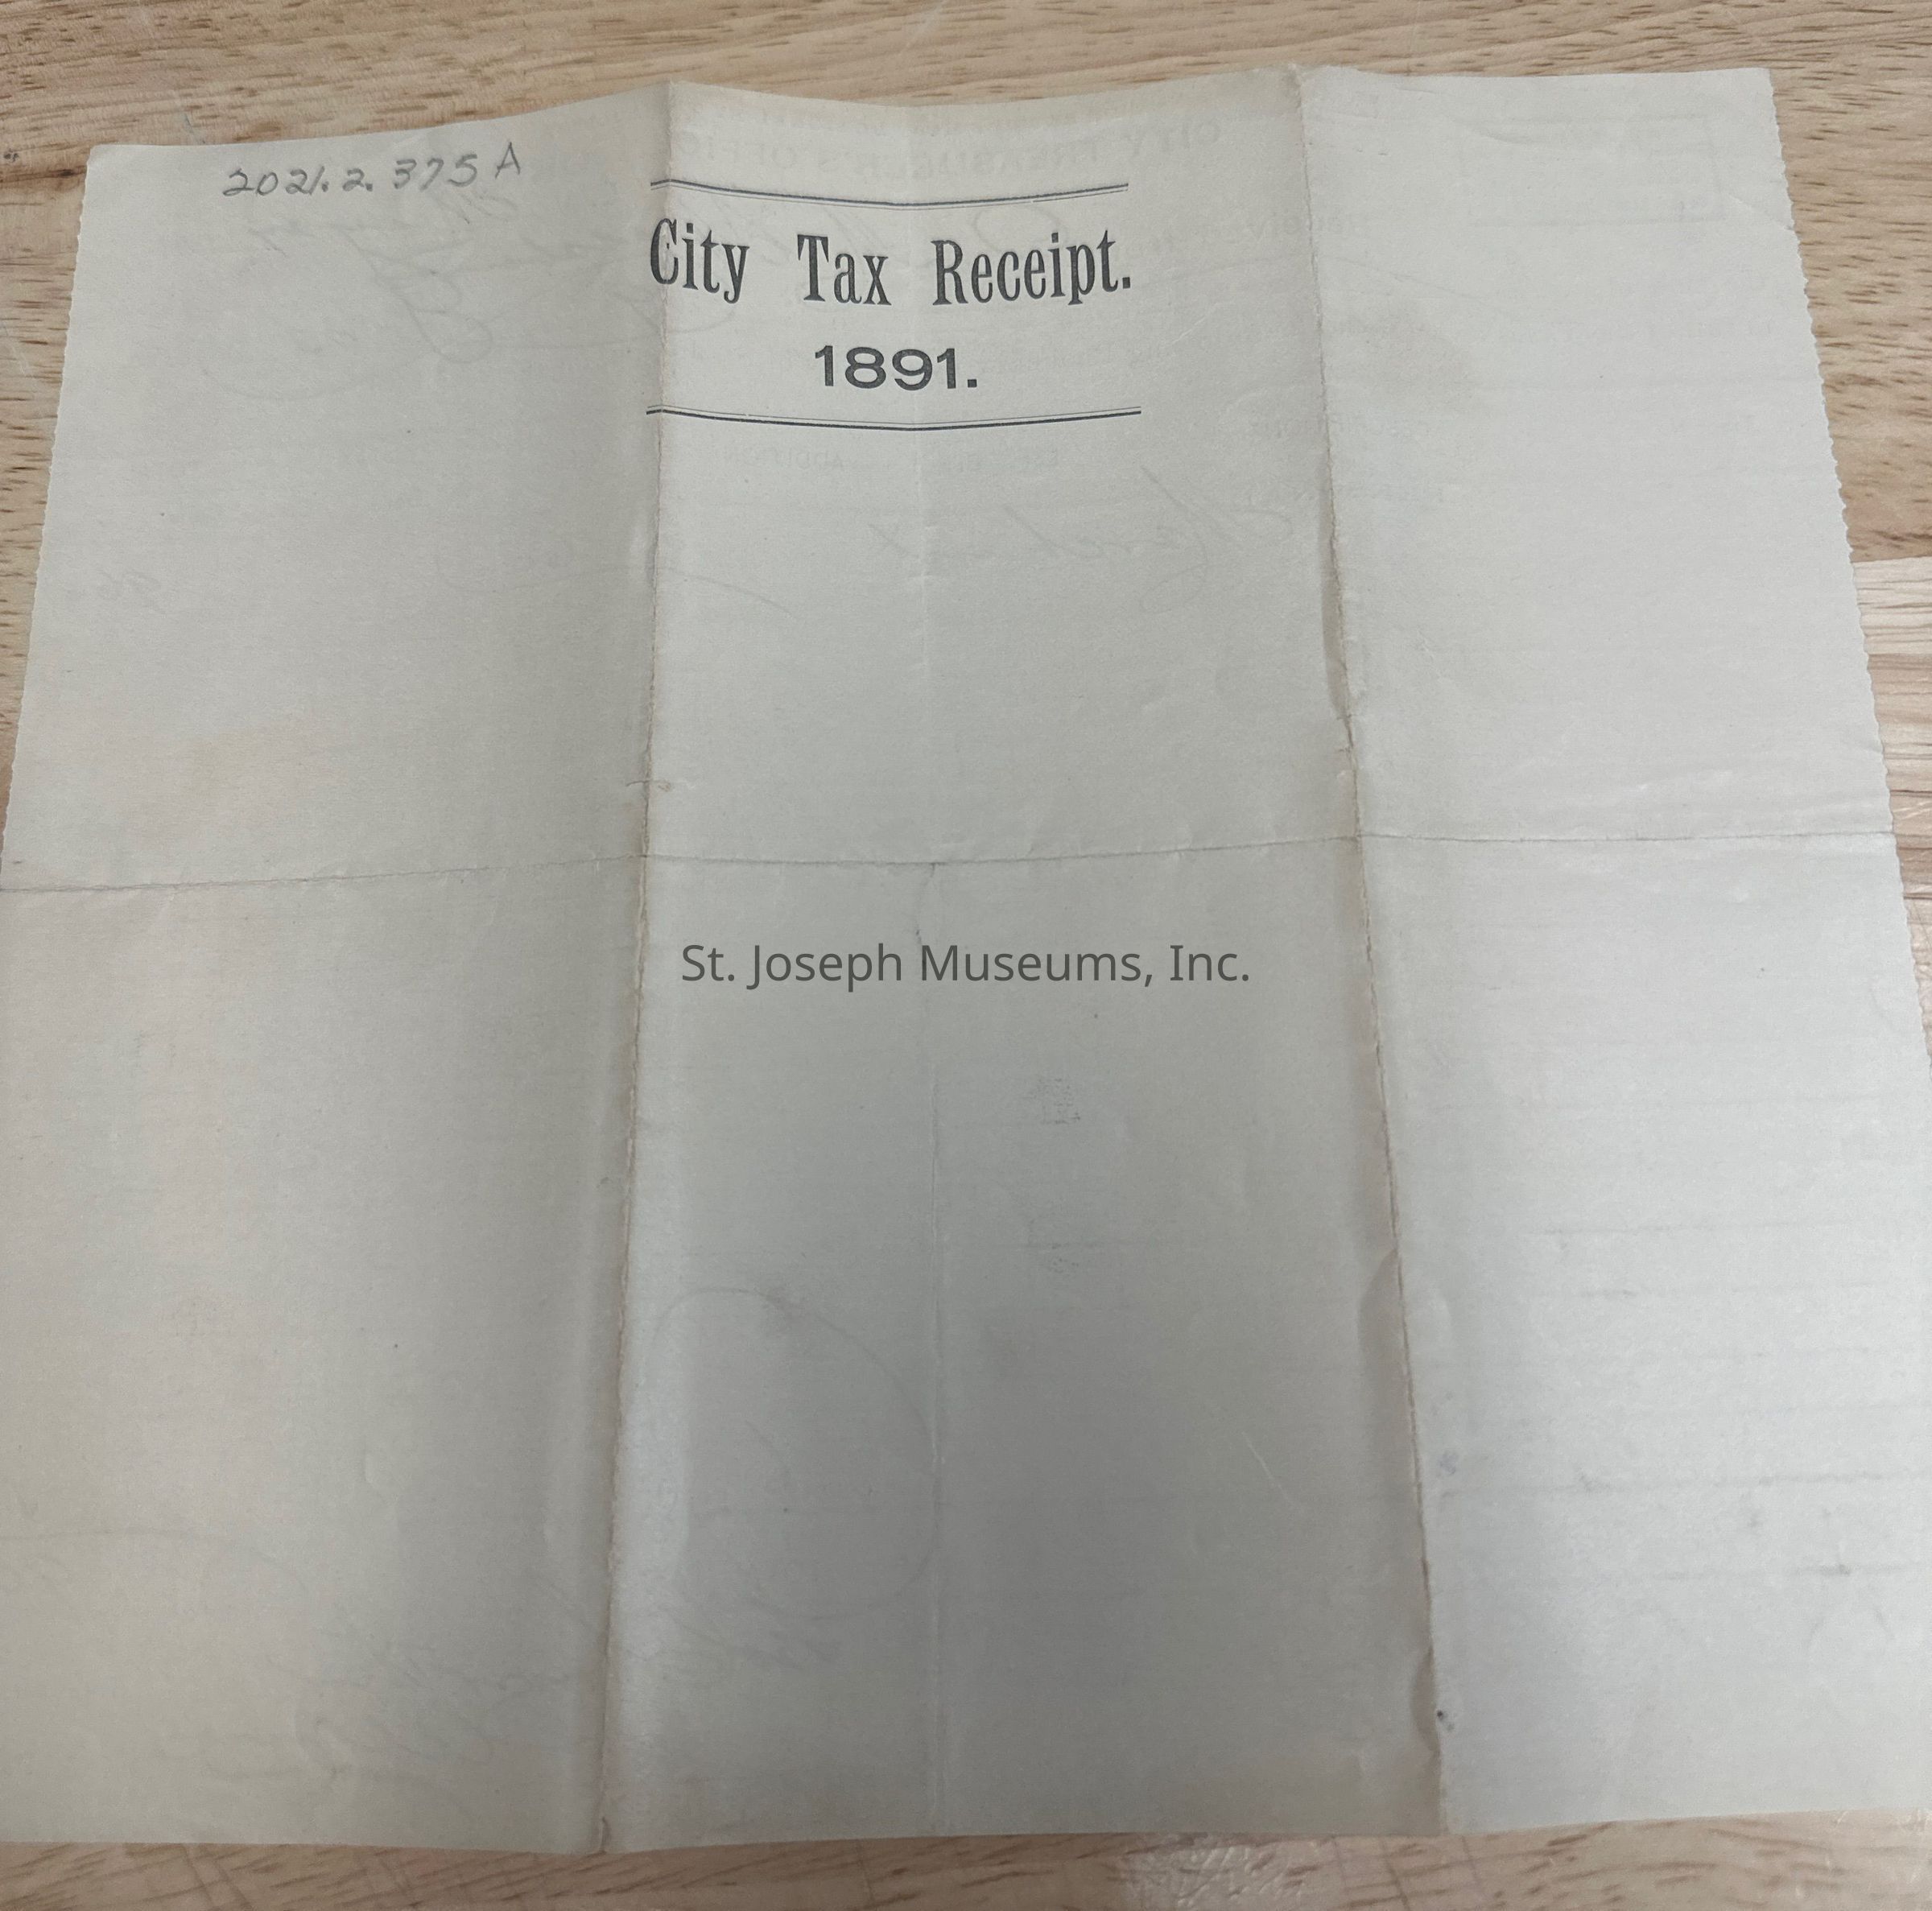 2021.2.375 A
City Tax Receipt.
1891.
St. Joseph Museums, Inc.